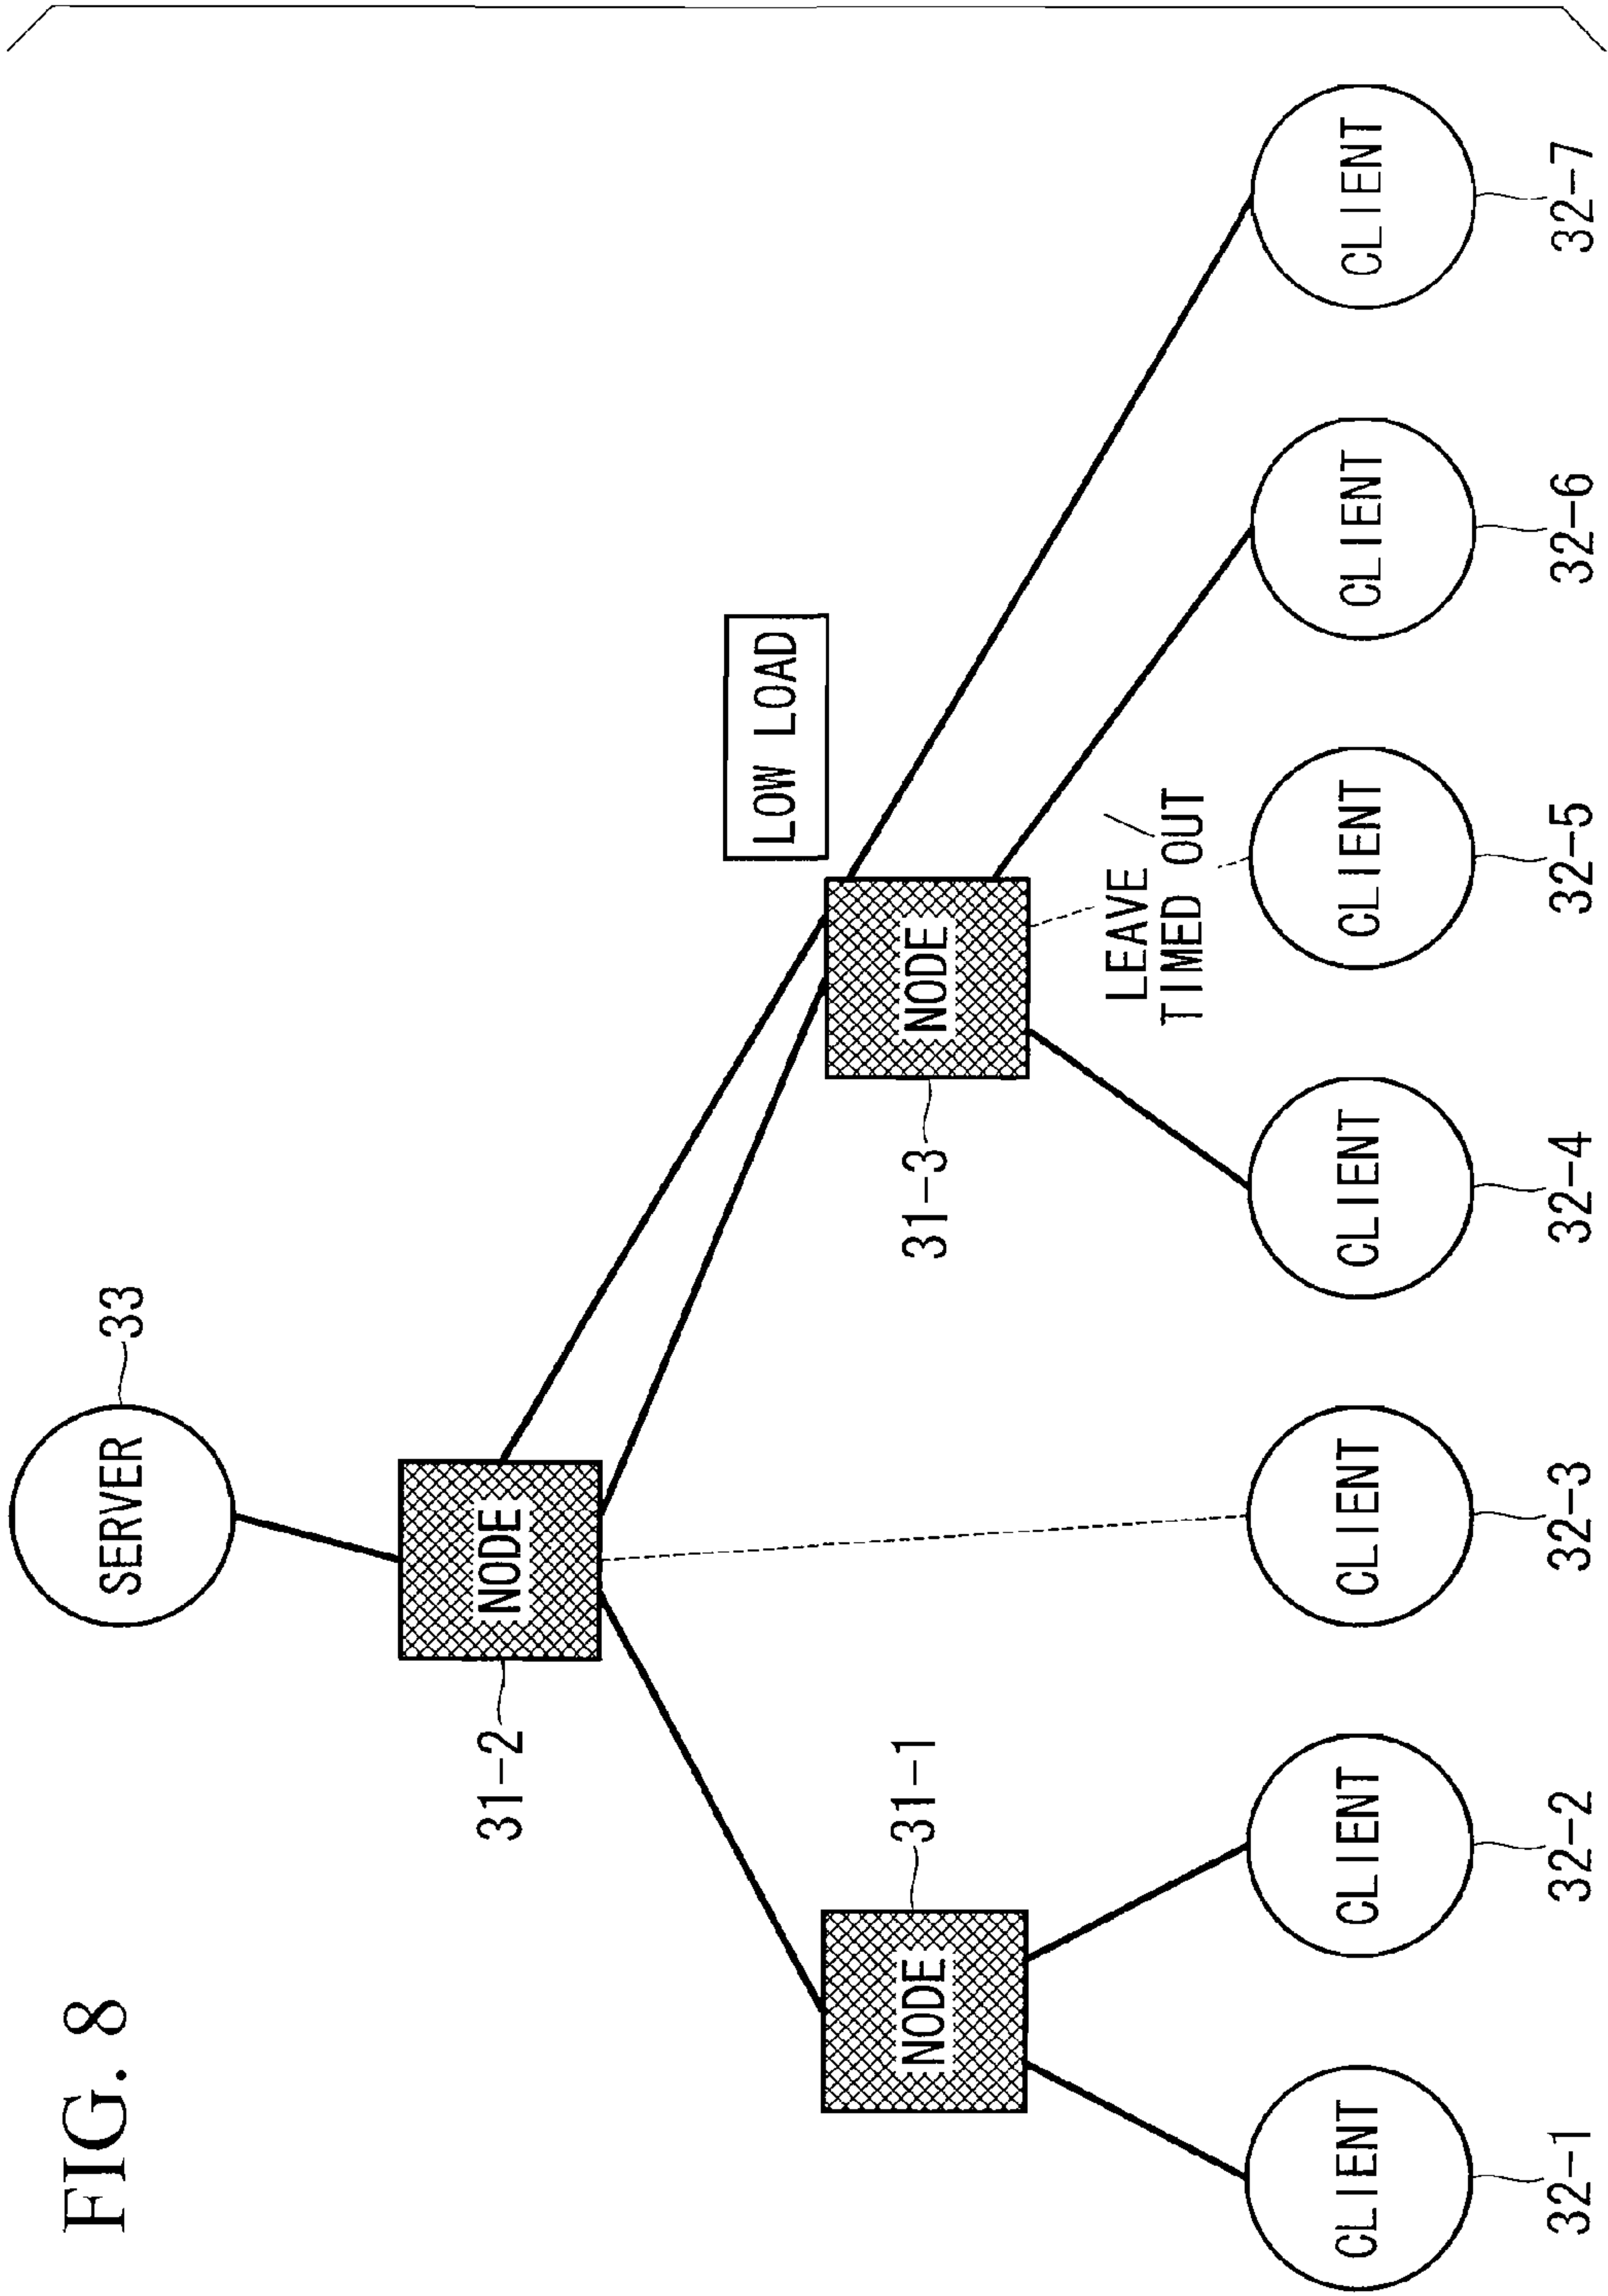 FIG. 8
SERVER
33
NODE
31-2
LOW LOAD
NODE
31-1
NODE
31-3
LEAVE
TIMED OUT
CLIENT
CLIENT
CLIENT
CLIENT
CLIENT
CLIENT
CLIENT
32-1
32-2
32-3
32-4
32-5
32-6
32-7